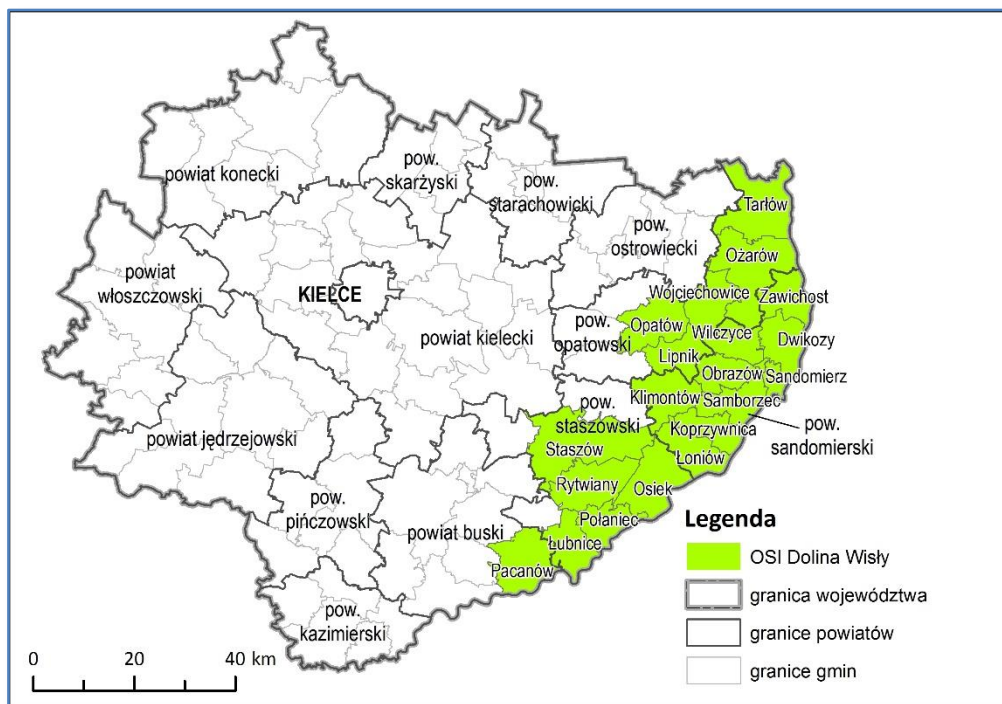 powiat konecki
pow.
skarżyski
pow.
starachowicki
pow.
ostrowiecki
Tarłów
Ożarów
powiat
włoszczowski
KIELCE
Wojciechowice
Zawichost
pow.
opatowski
Opatów
Wilczyce
Dwikozy
powiat kielecki
Lipnik
Obrazów
Sandomierz
Klimontów
Samborzec
pow.
staszowski
Koprzywnica
pow.
sandomierski
powiat jędrzejowski
Staszów
Łoniów
Rytwiany
Osiek
pow.
pińczowski
powiat buski
Połaniec
Łubnice
Pacanów
pow.
kazimierski
Legenda
OSI Dolina Wisły
granica województwa
granice powiatów
granice gmin
0 20 40 km